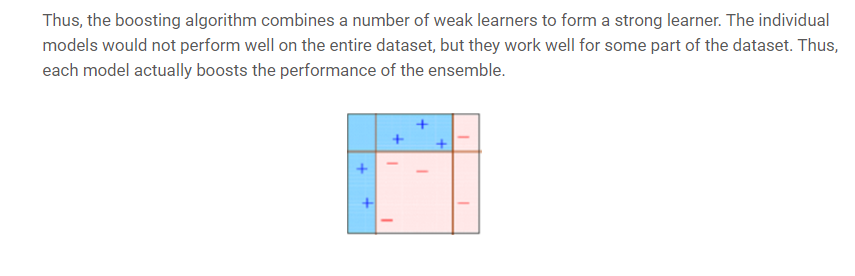 Thus, the boosting algorithm combines a number of weak learners to form a strong learner. The individual
models would not perform well on the entire dataset, but they work well for some part of the dataset. Thus,
each model actually boosts the performance of the ensemble.